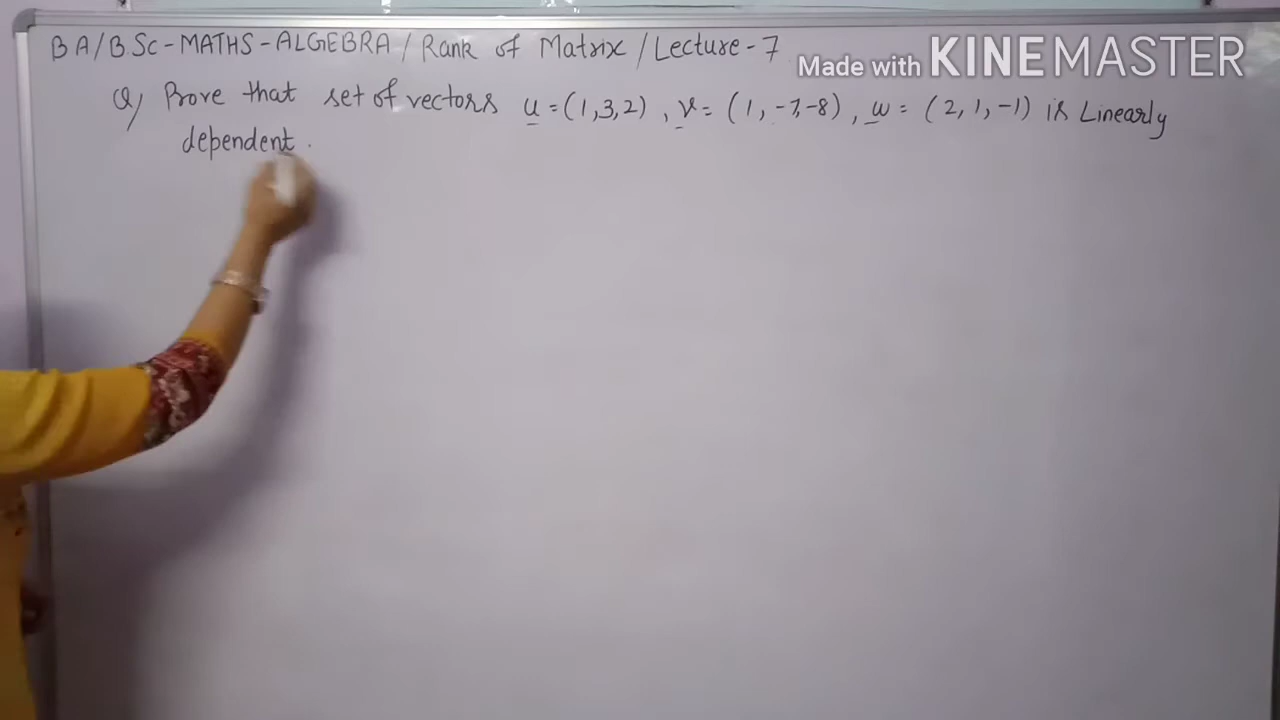 BA/BSc-MATHS-ALGEBRA/Rank of Matrix/Lecture-7
Made with KINEMASTER
Q/ Prove that set of vectors u = (1,3,2), v = (1,-7,-8), w = (2,1,-1) is Linearly
dependent.